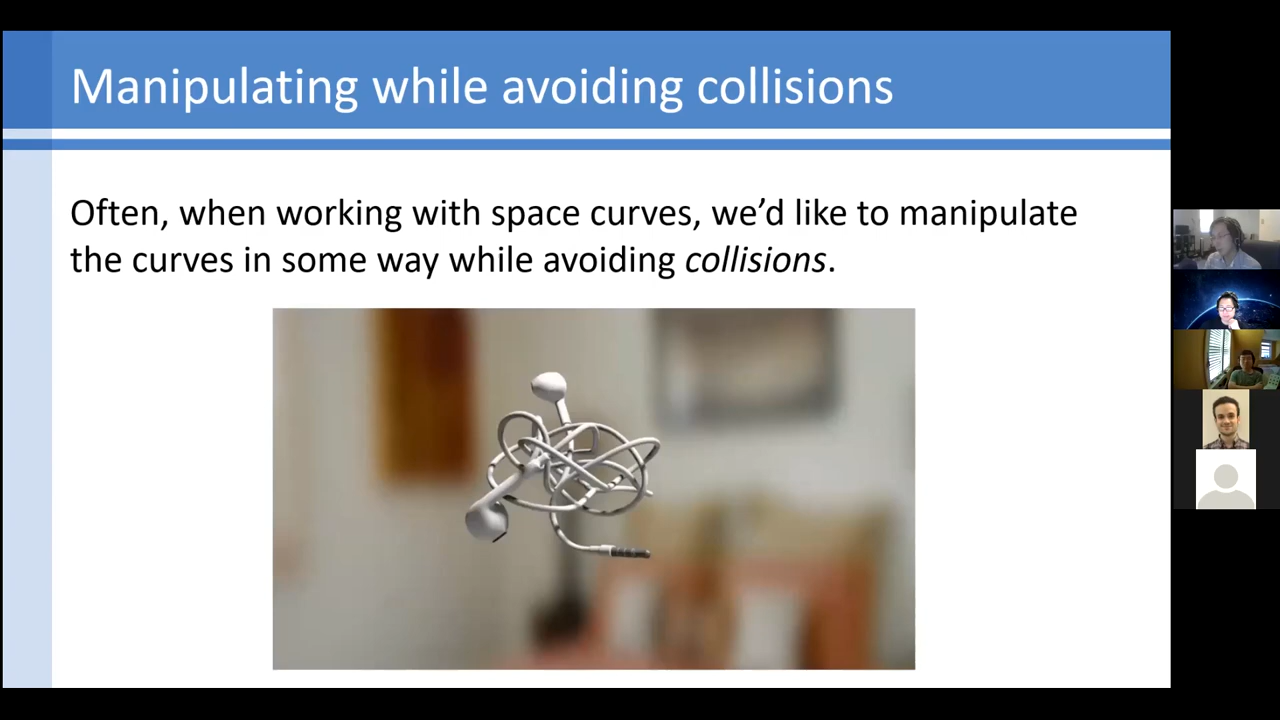 Manipulating while avoiding collisions
Often, when working with space curves, we’d like to manipulate
the curves in some way while avoiding collisions.